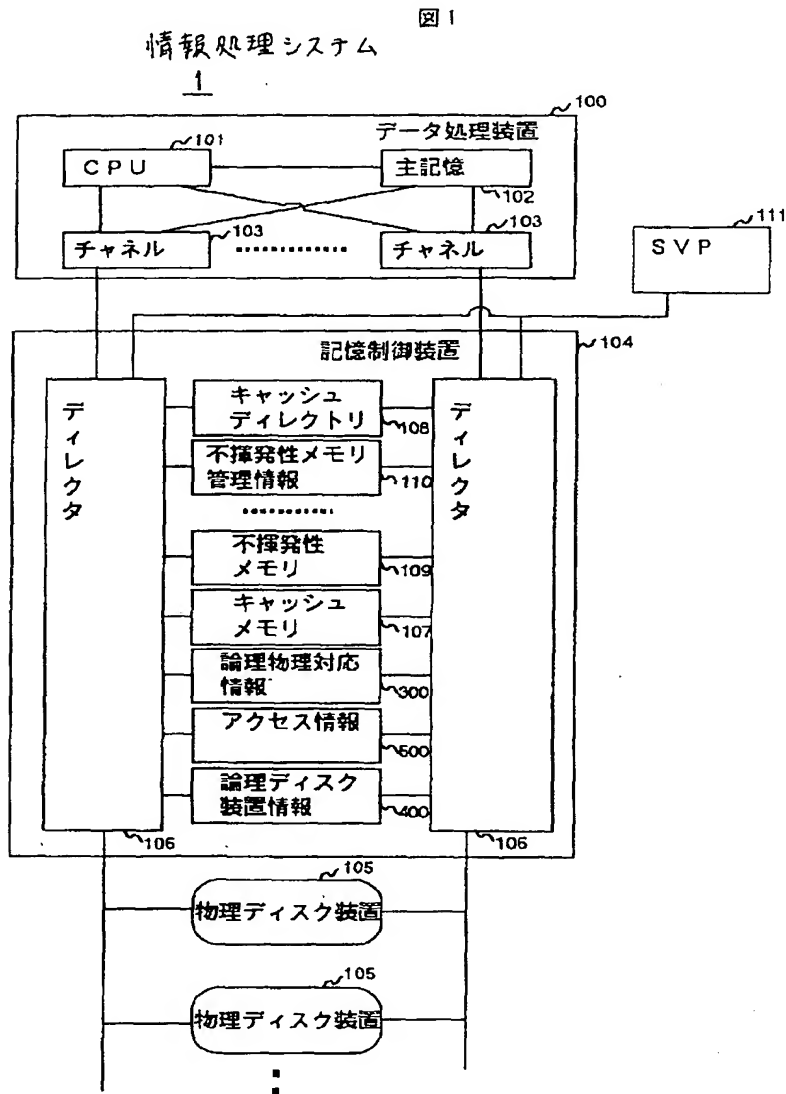 図1
情報処理システム
1
100
データ処理装置
101
CPU
主記憶
102
103
チャネル
103
チャネル
111
SVP
記憶制御装置
104
ディレクタ
キャッシュ
ディレクトリ
108
不揮発性メモリ
管理情報
110
不揮発性
メモリ
109
キャッシュ
メモリ
107
論理物理対応
情報
300
アクセス情報
500
論理ディスク
装置情報
400
ディレクタ
106
106
105
物理ディスク装置
105
物理ディスク装置